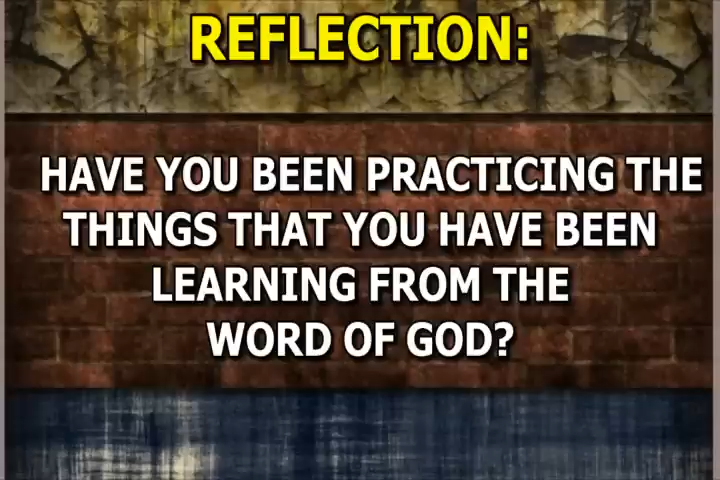 REFLECTION:
HAVE YOU BEEN PRACTICING THE
THINGS THAT YOU HAVE BEEN
LEARNING FROM THE
WORD OF GOD?